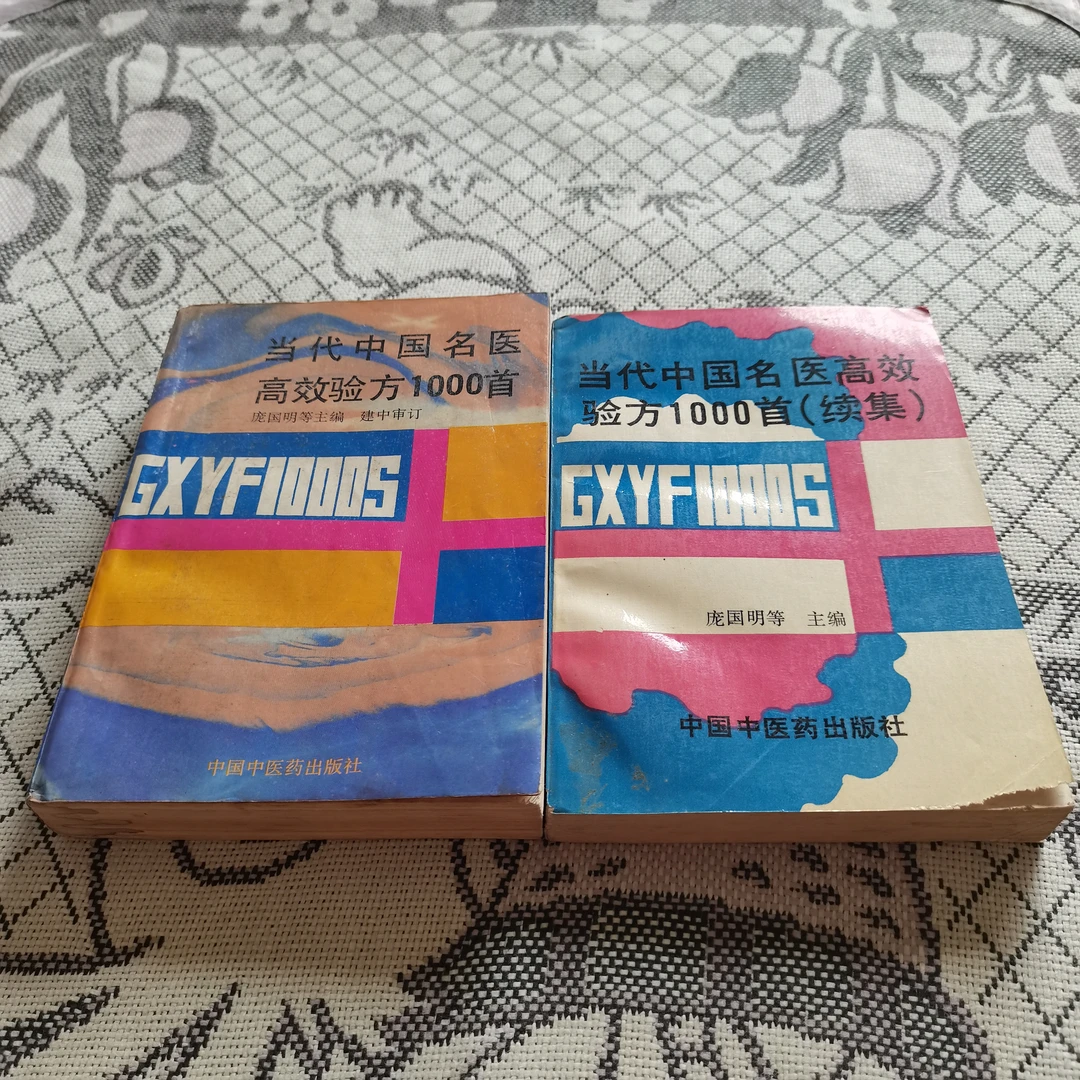 当代中国名医
高效验方1000首
庞国明等主编 建中审订
GXYF1000S
中国中医药出版社
当代中国名医高效
验方1000首(续集)
GXYF1000S
庞国明等 主编
中国中医药出版社